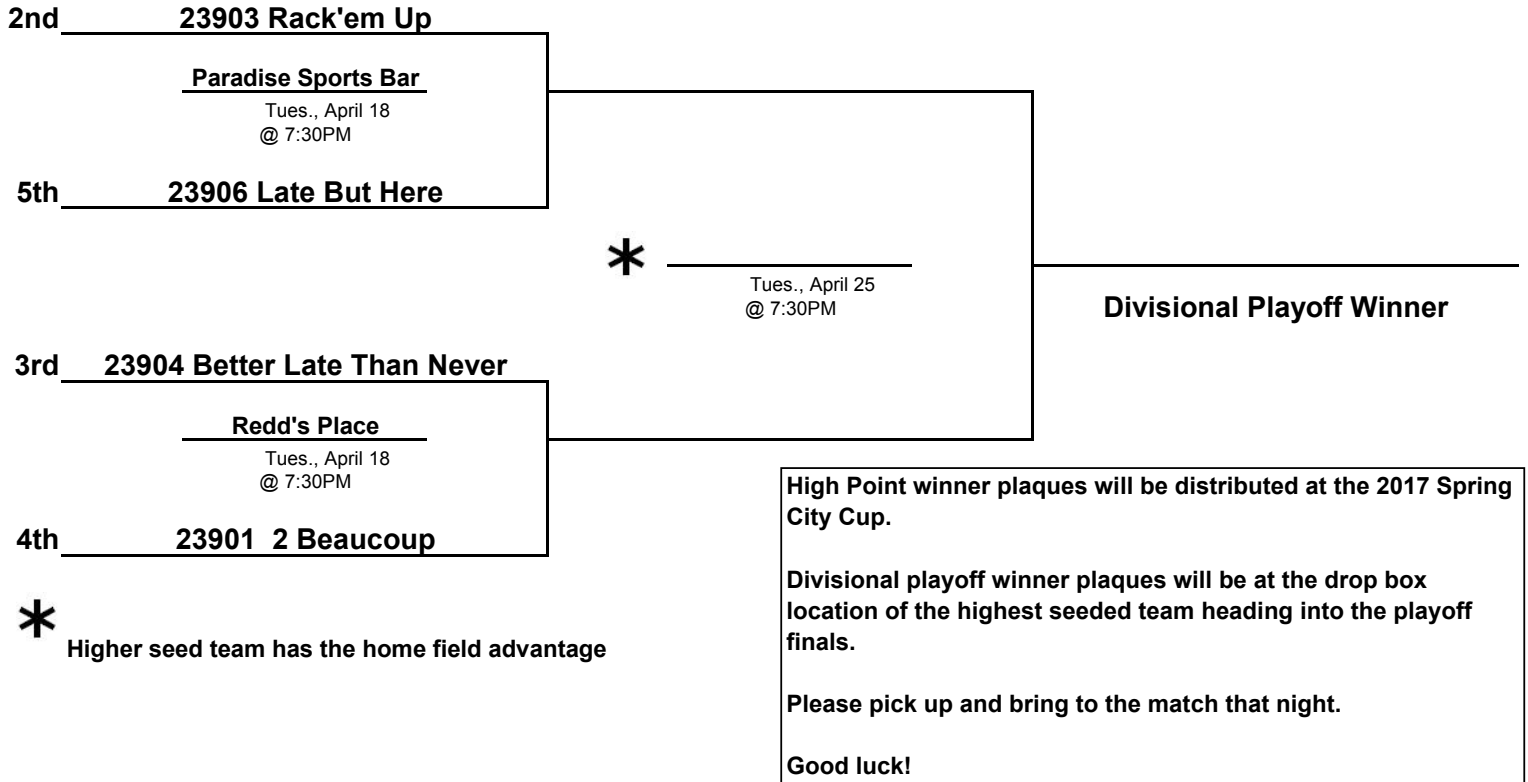 2nd 23903 Rack'em Up
Paradise Sports Bar
Tues., April 18
@ 7:30PM
5th 23906 Late But Here
*
Tues., April 25
@ 7:30PM
Divisional Playoff Winner
3rd 23904 Better Late Than Never
Redd's Place
Tues., April 18
@ 7:30PM
4th 23901 2 Beaucoup
* Higher seed team has the home field advantage
High Point winner plaques will be distributed at the 2017 Spring
City Cup.
Divisional playoff winner plaques will be at the drop box
location of the highest seeded team heading into the playoff
finals.
Please pick up and bring to the match that night.
Good luck!